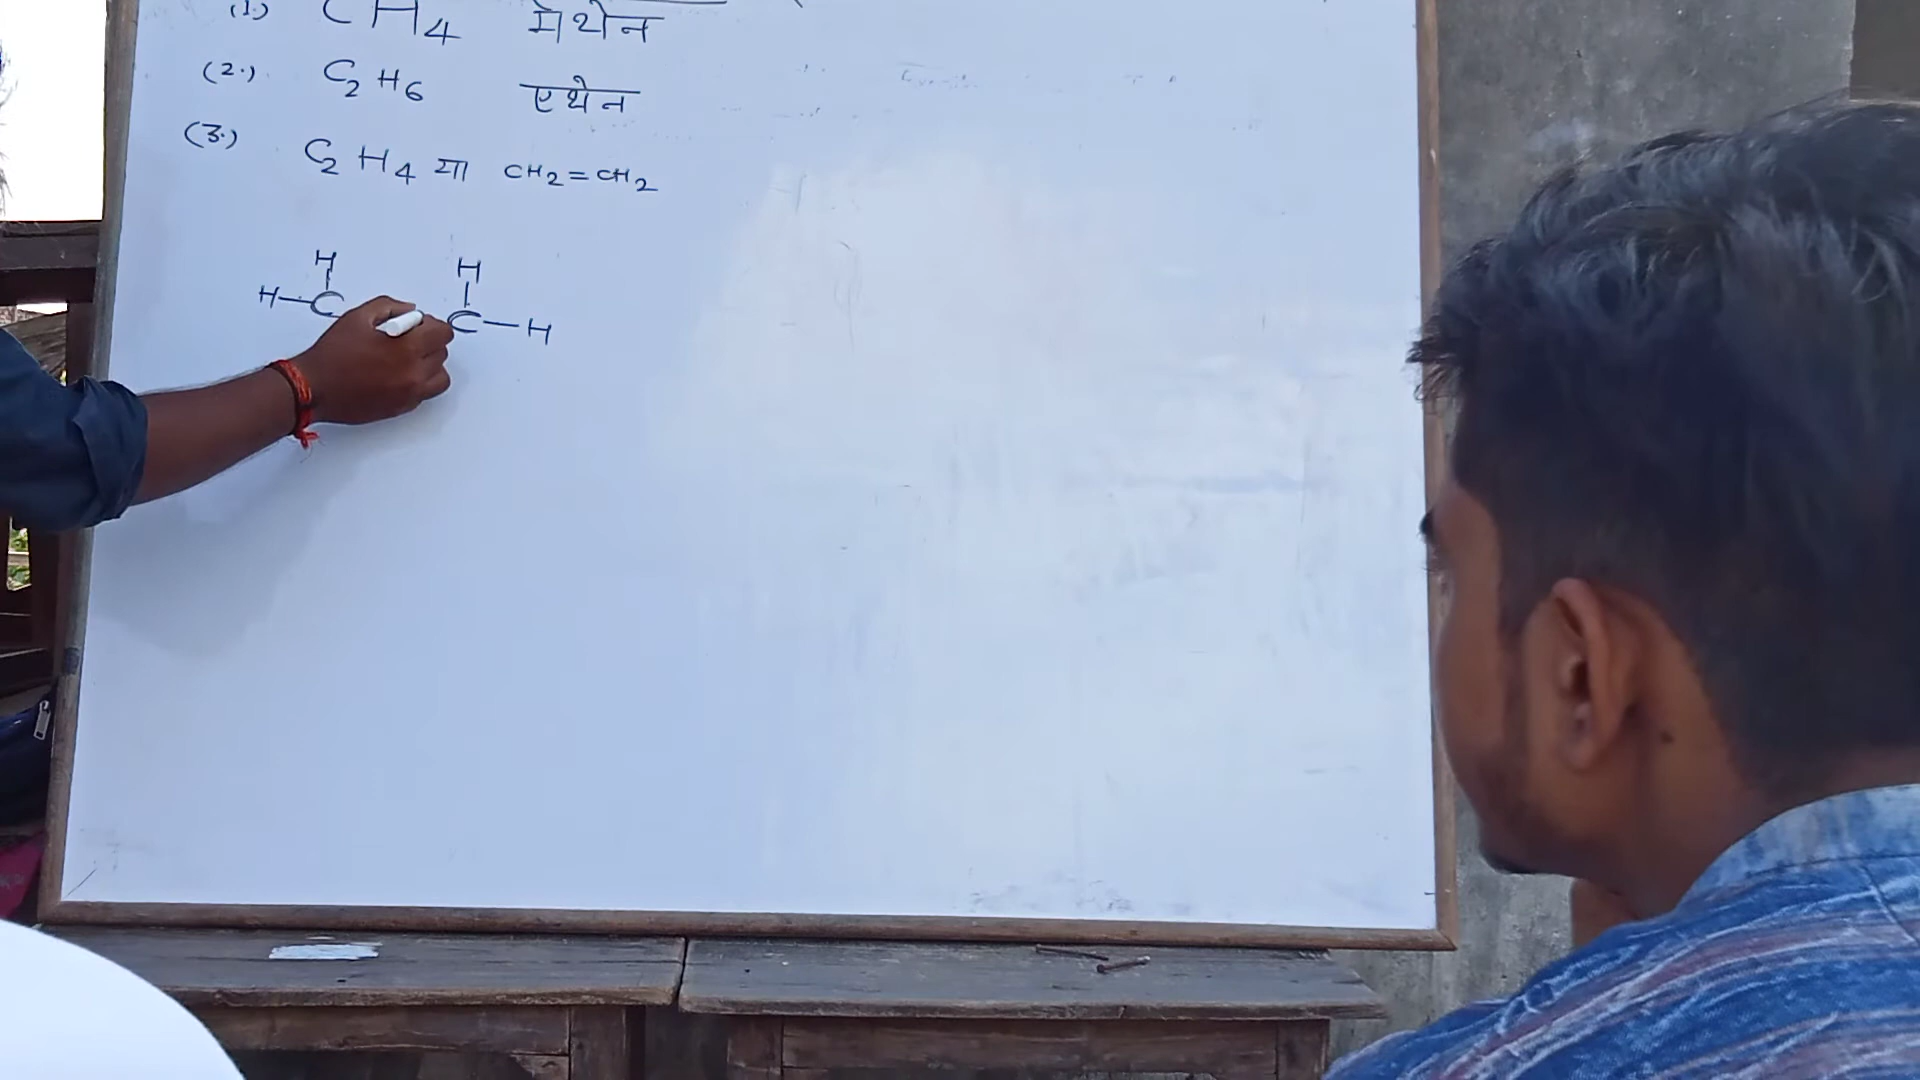 (1.) CH4 मेथेन
(2.) C2H6 एथेन
(3.) C2H4 या CH2=CH2
H H
H—C C—H